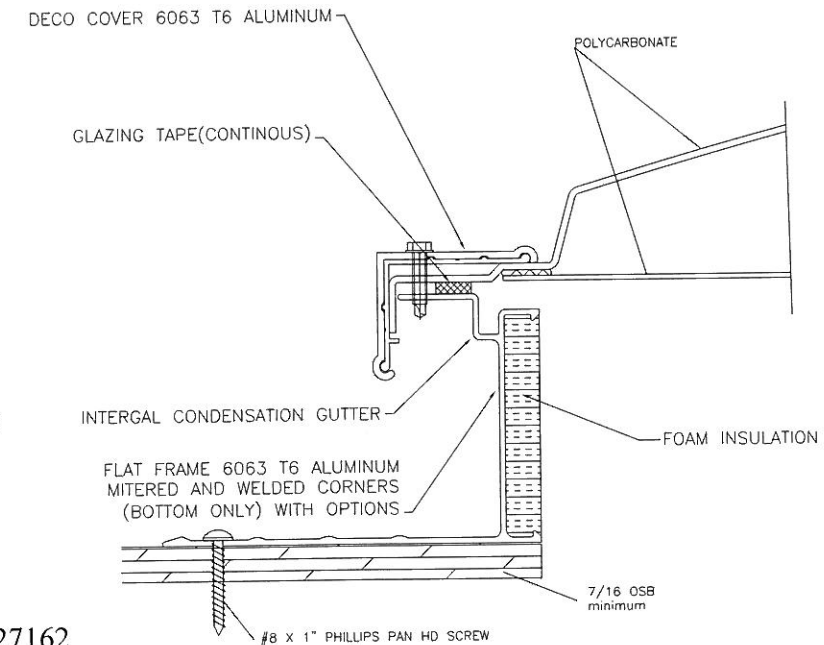 DECO COVER 6063 T6 ALUMINUM
POLYCARBONATE
GLAZING TAPE(CONTINOUS)
INTERGAL CONDENSATION GUTTER
FOAM INSULATION
FLAT FRAME 6063 T6 ALUMINUM
MITERED AND WELDED CORNERS
(BOTTOM ONLY) WITH OPTIONS
7/16 OSB
minimum
27162
#8 X 1" PHILLIPS PAN HD SCREW